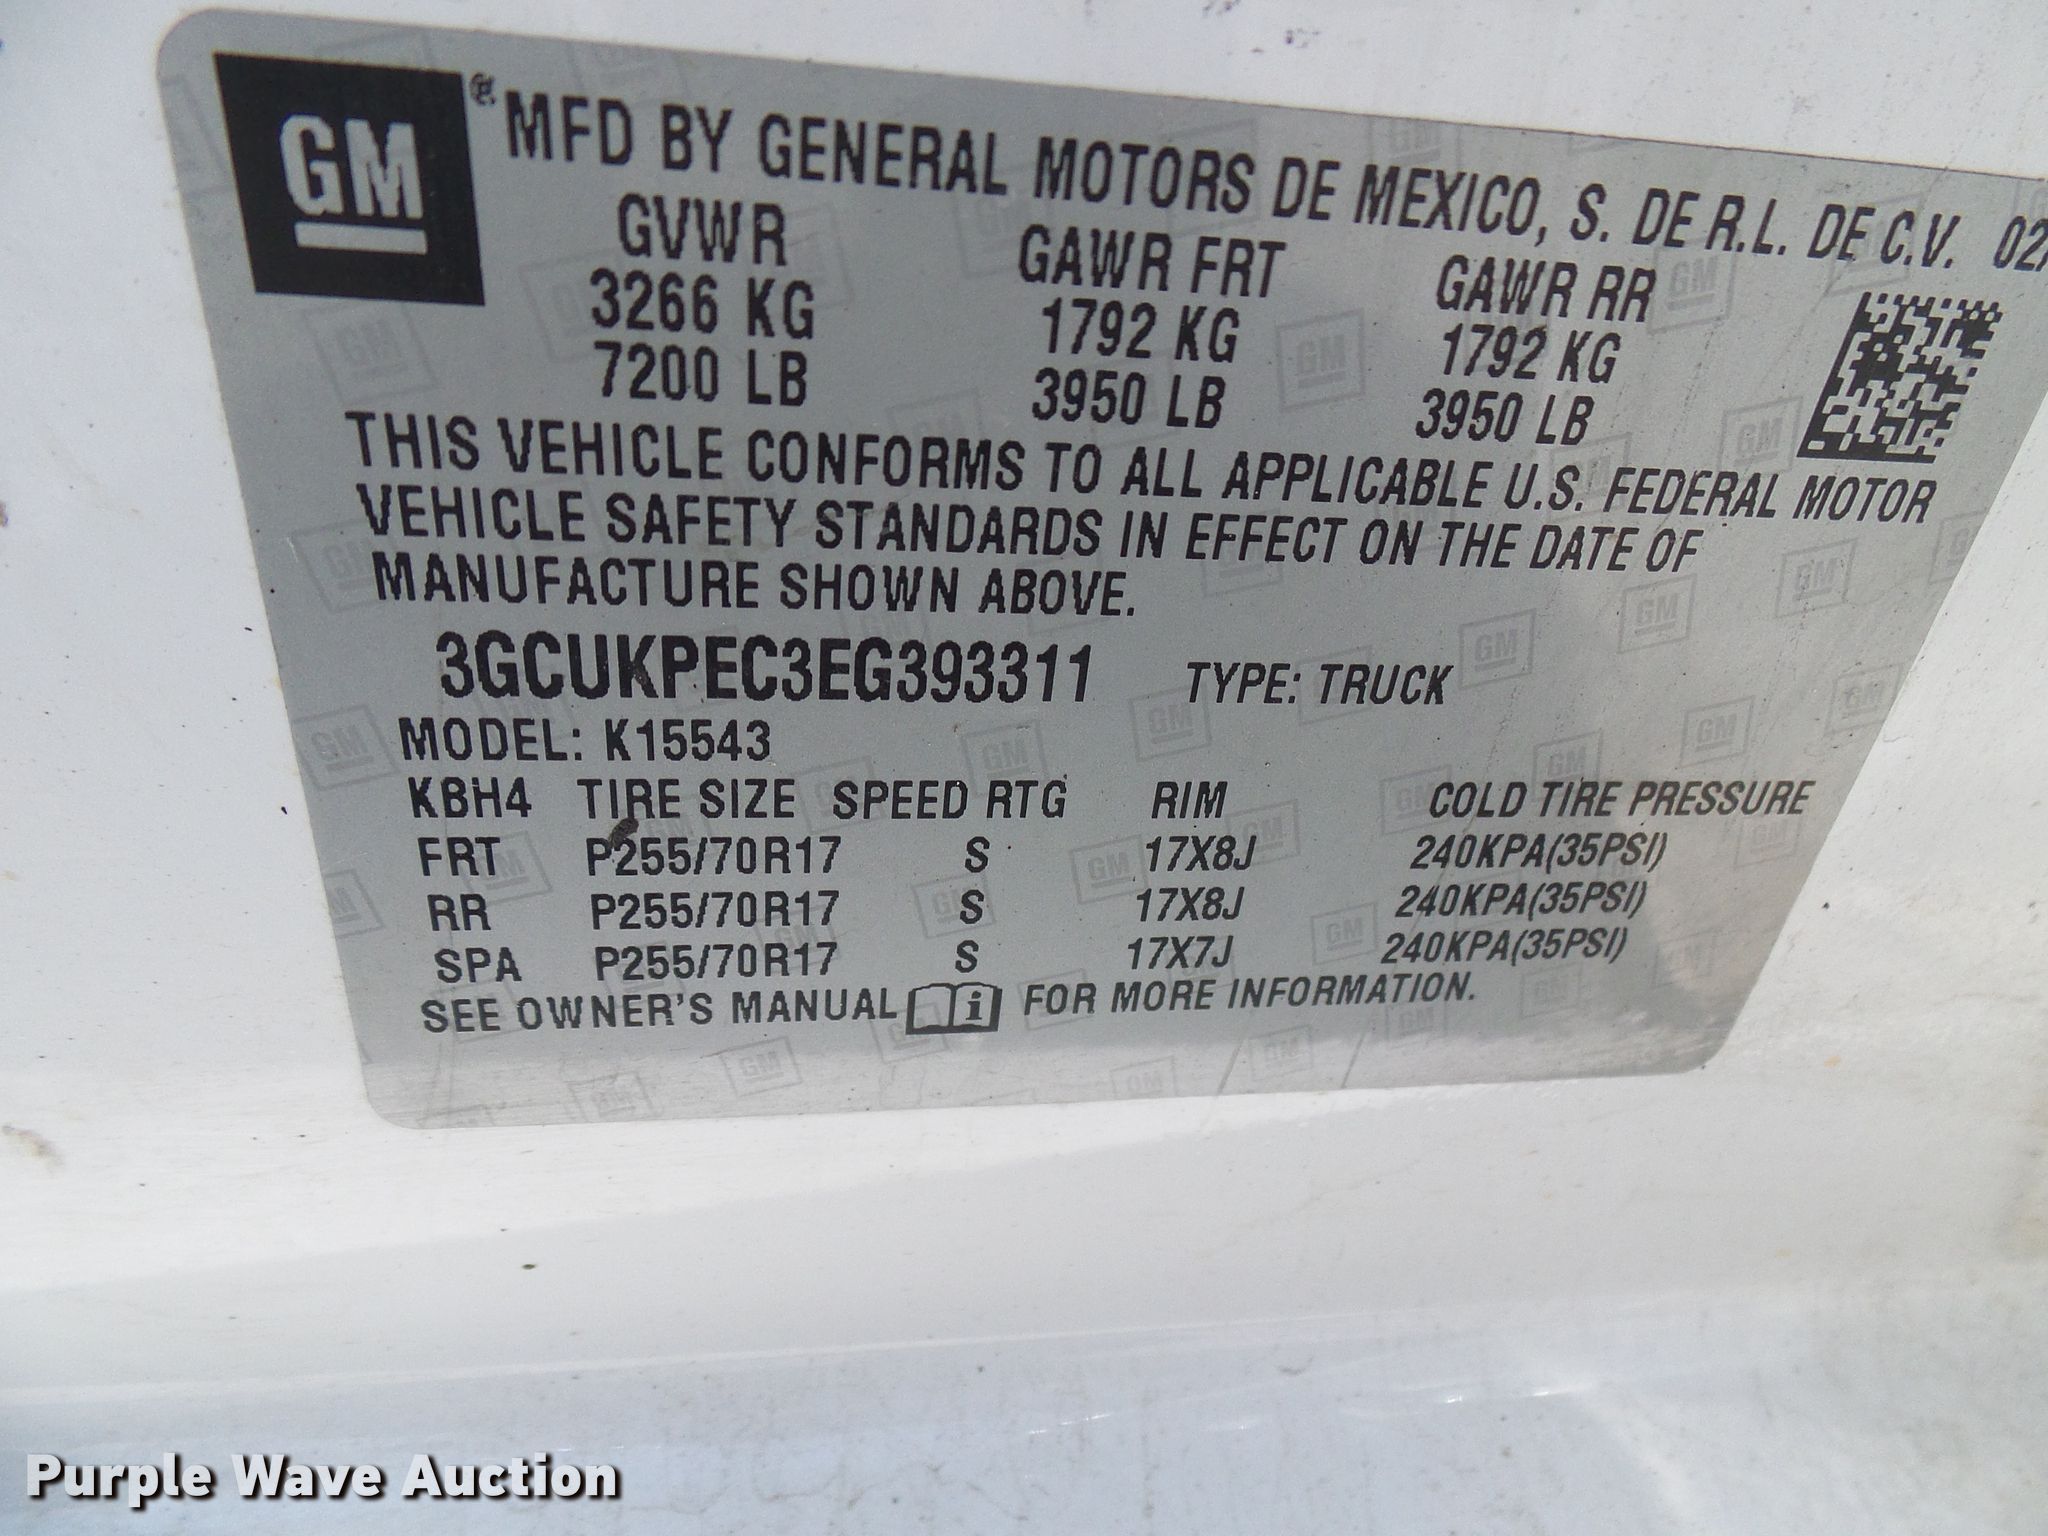 GM ® MFD BY GENERAL MOTORS DE MEXICO, S. DE R.L. DE C.V. 02/
GVWR GAWR FRT GAWR RR
3266 KG 1792 KG 1792 KG
7200 LB 3950 LB 3950 LB
THIS VEHICLE CONFORMS TO ALL APPLICABLE U.S. FEDERAL MOTOR
VEHICLE SAFETY STANDARDS IN EFFECT ON THE DATE OF
MANUFACTURE SHOWN ABOVE.
3GCUKPEC3EG393311 TYPE: TRUCK
MODEL: K15543
KBH4 TIRE SIZE SPEED RTG RIM COLD TIRE PRESSURE
FRT P255/70R17 S 17X8J 240KPA(35PSI)
RR P255/70R17 S 17X8J 240KPA(35PSI)
SPA P255/70R17 S 17X7J 240KPA(35PSI)
SEE OWNER'S MANUAL i FOR MORE INFORMATION.
Purple Wave Auction